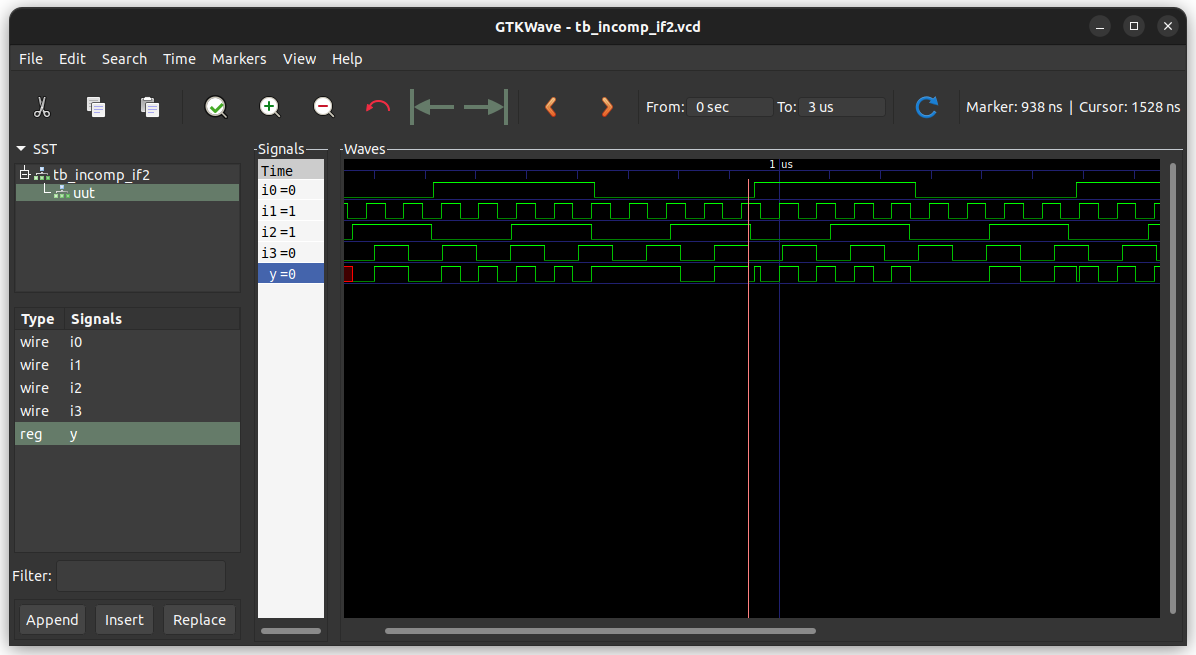 GTKWave - tb_incomp_if2.vcd
File Edit Search Time Markers View Help
From: 0 sec To: 3 us Marker: 938 ns | Cursor: 1528 ns
SST
tb_incomp_if2
uut
Type Signals
wire i0
wire i1
wire i2
wire i3
reg y
Filter:
Append Insert Replace
Signals
Time
i0 =0
i1 =1
i2 =1
i3 =0
y =0
Waves
1 us